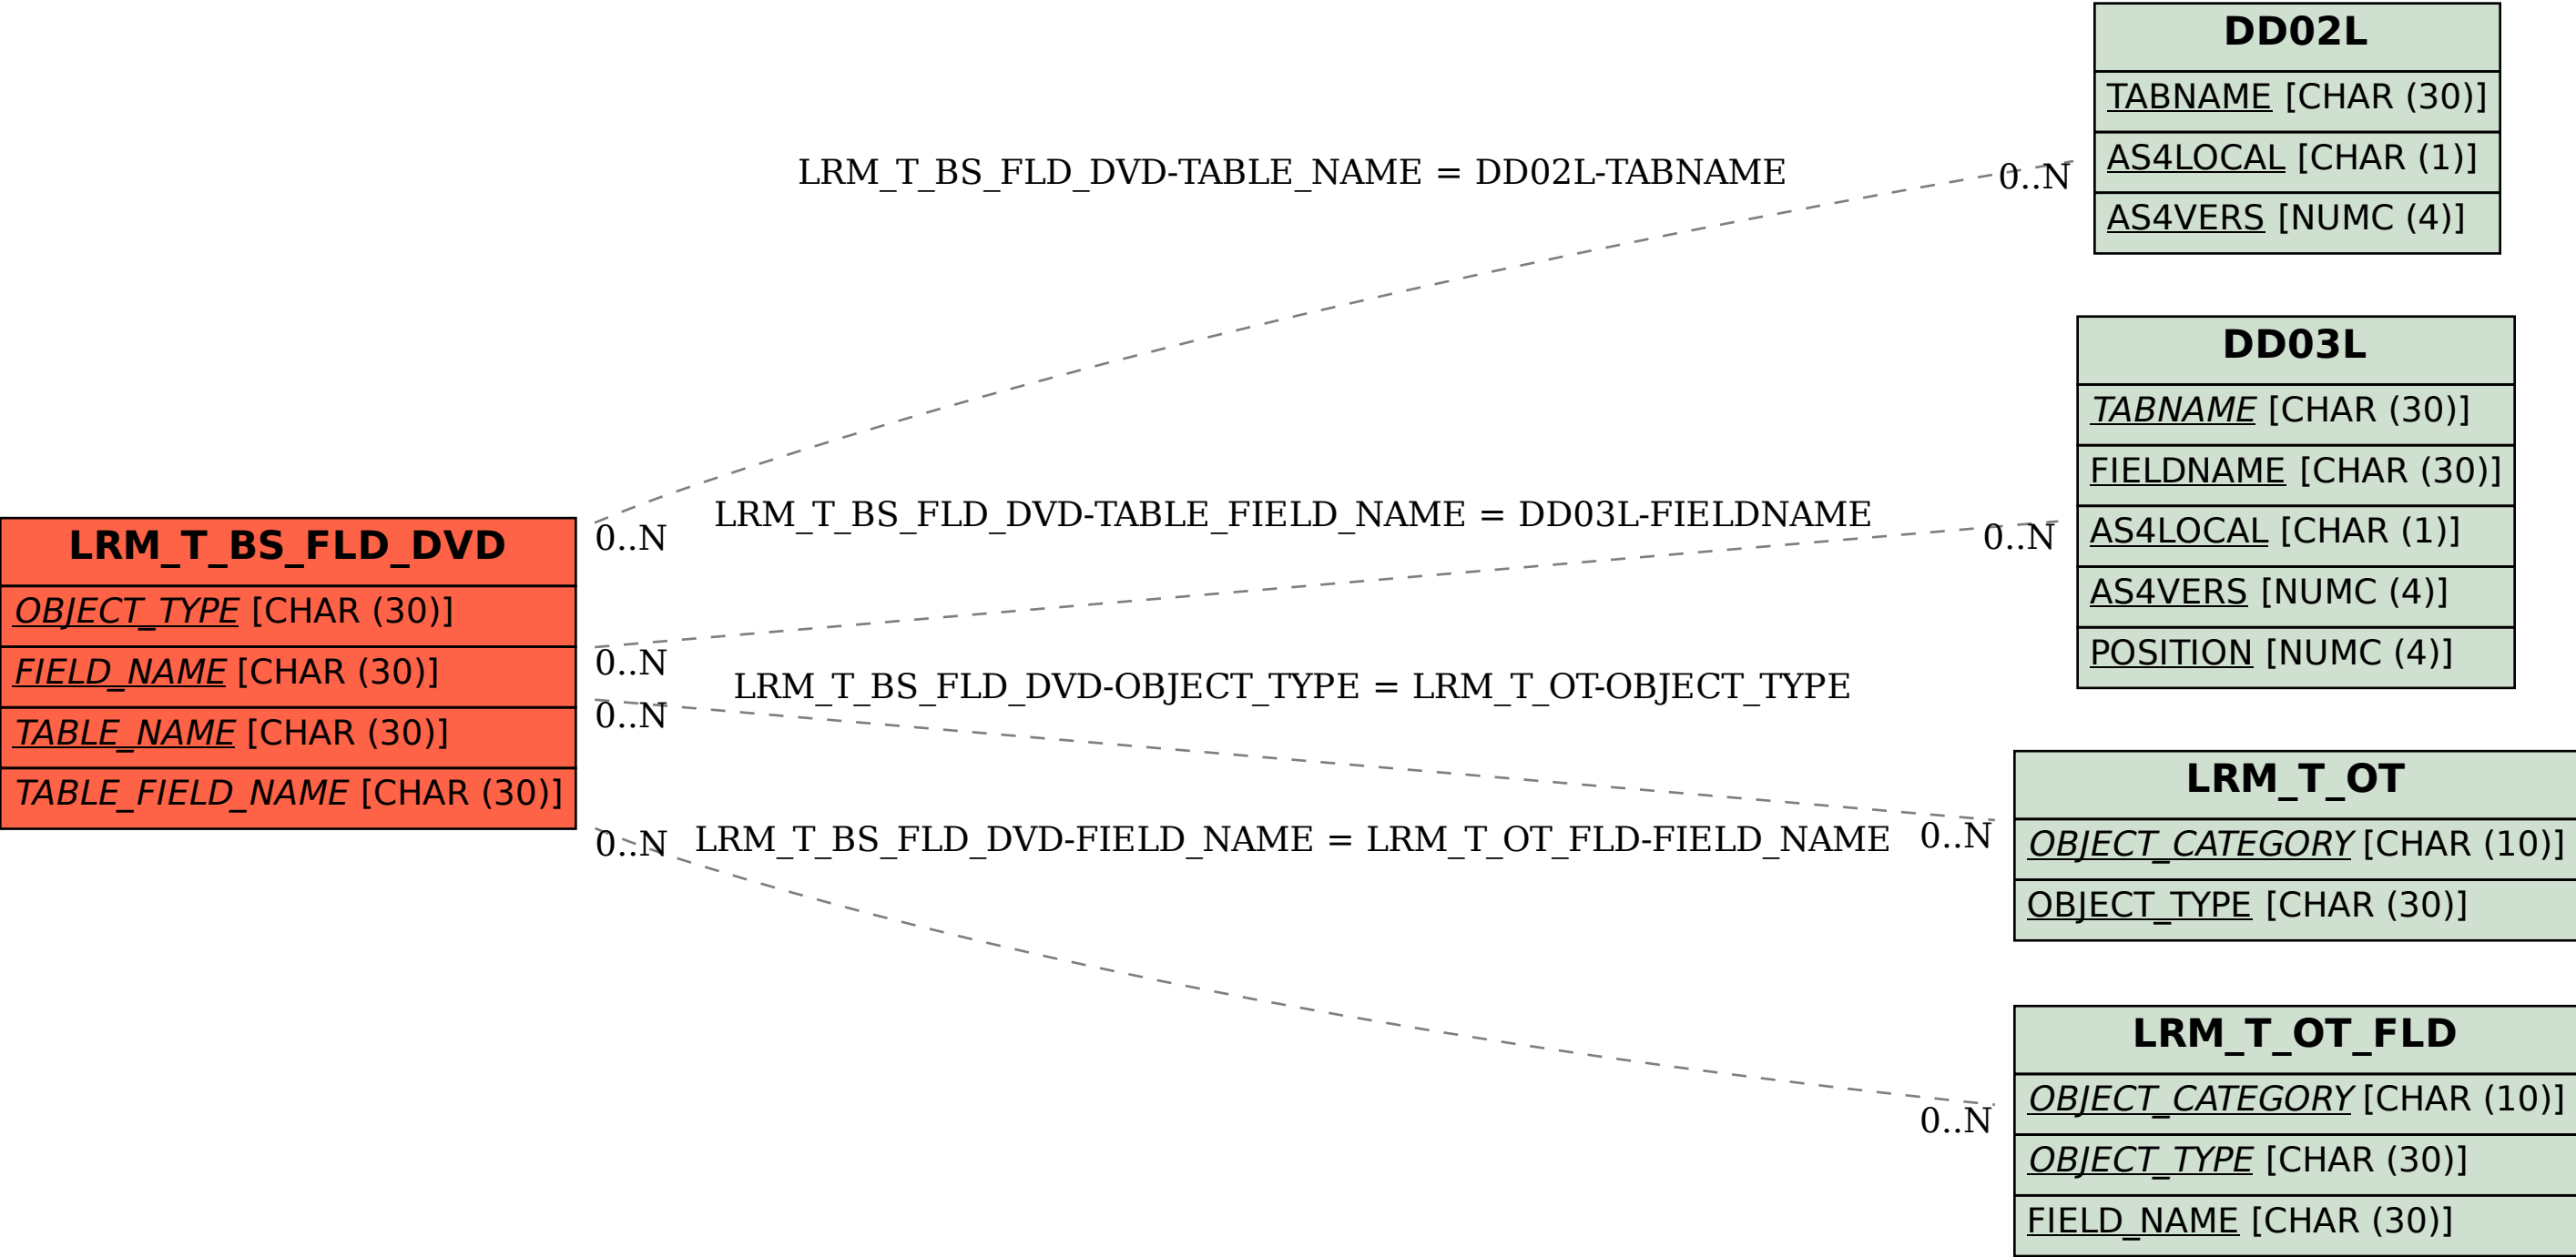 DD02L
TABNAME [CHAR (30)]
AS4LOCAL [CHAR (1)]
AS4VERS [NUMC (4)]
LRM_T_BS_FLD_DVD-TABLE_NAME = DD02L-TABNAME
0..N
0..N
DD03L
TABNAME [CHAR (30)]
FIELDNAME [CHAR (30)]
AS4LOCAL [CHAR (1)]
AS4VERS [NUMC (4)]
POSITION [NUMC (4)]
LRM_T_BS_FLD_DVD-TABLE_FIELD_NAME = DD03L-FIELDNAME
0..N
0..N
LRM_T_BS_FLD_DVD
OBJECT_TYPE [CHAR (30)]
FIELD_NAME [CHAR (30)]
TABLE_NAME [CHAR (30)]
TABLE_FIELD_NAME [CHAR (30)]
LRM_T_BS_FLD_DVD-OBJECT_TYPE = LRM_T_OT-OBJECT_TYPE
0..N
0..N
LRM_T_OT
OBJECT_CATEGORY [CHAR (10)]
OBJECT_TYPE [CHAR (30)]
LRM_T_BS_FLD_DVD-FIELD_NAME = LRM_T_OT_FLD-FIELD_NAME
0..N
0..N
LRM_T_OT_FLD
OBJECT_CATEGORY [CHAR (10)]
OBJECT_TYPE [CHAR (30)]
FIELD_NAME [CHAR (30)]